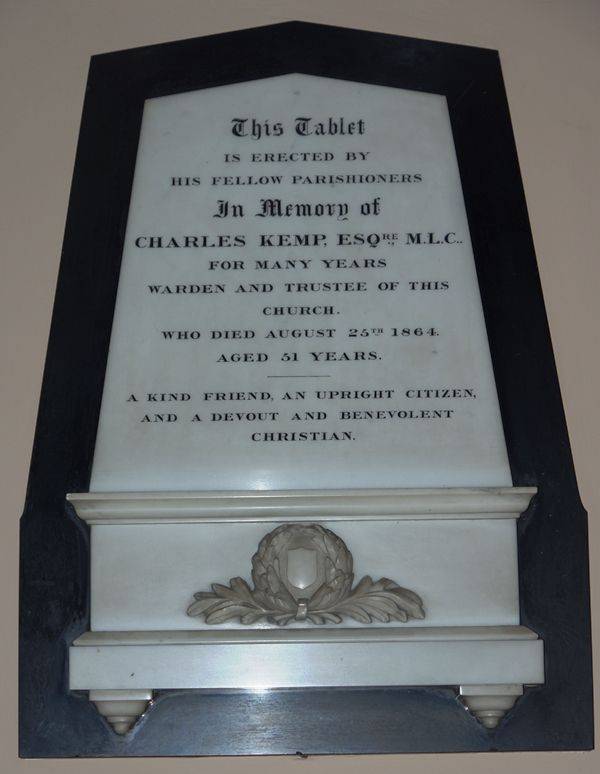 This Tablet
IS ERECTED BY
HIS FELLOW PARISHIONERS
In Memory of
CHARLES KEMP, ESQRE M.L.C.
FOR MANY YEARS
WARDEN AND TRUSTEE OF THIS
CHURCH.
WHO DIED AUGUST 25TH 1864.
AGED 51 YEARS.
A KIND FRIEND, AN UPRIGHT CITIZEN,
AND A DEVOUT AND BENEVOLENT
CHRISTIAN.